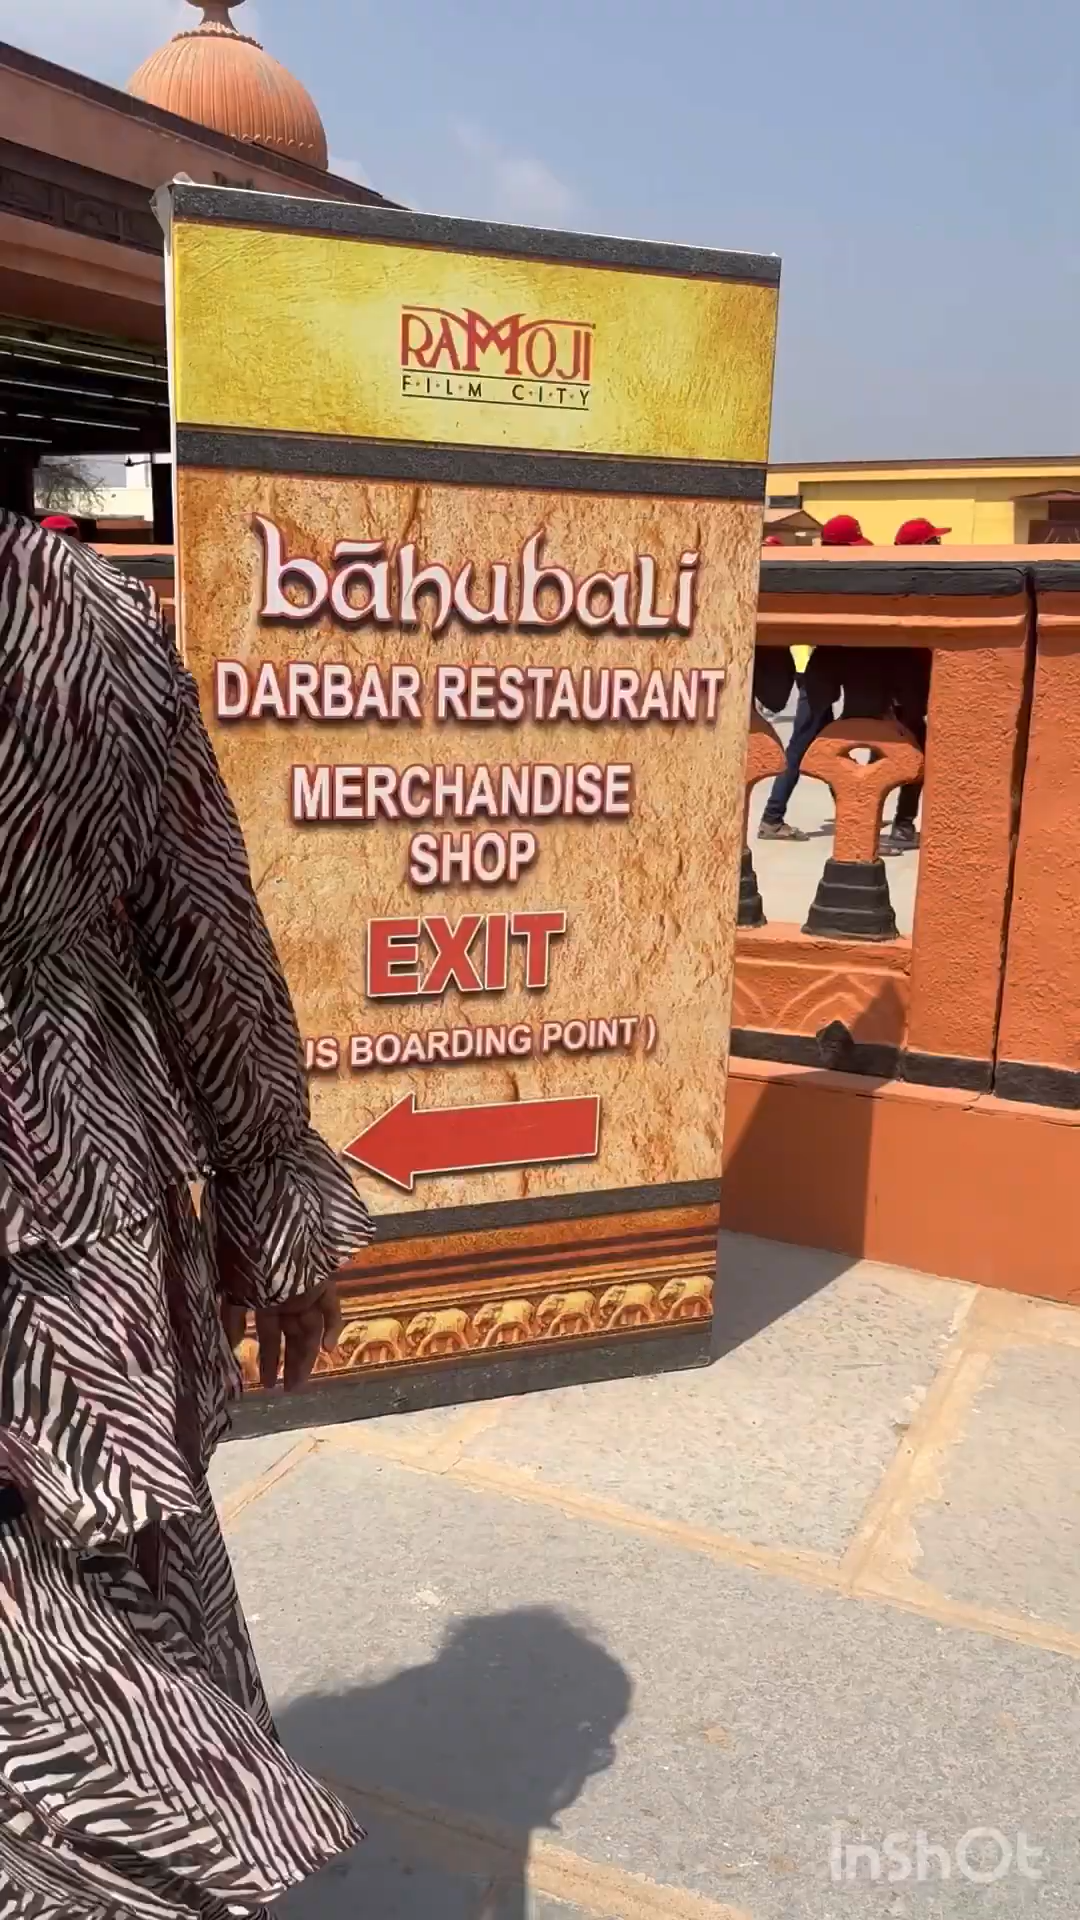 RAMOJI
FILM CITY
bāhubali
DARBAR RESTAURANT
MERCHANDISE
SHOP
EXIT
BOARDING POINT )
InShOt